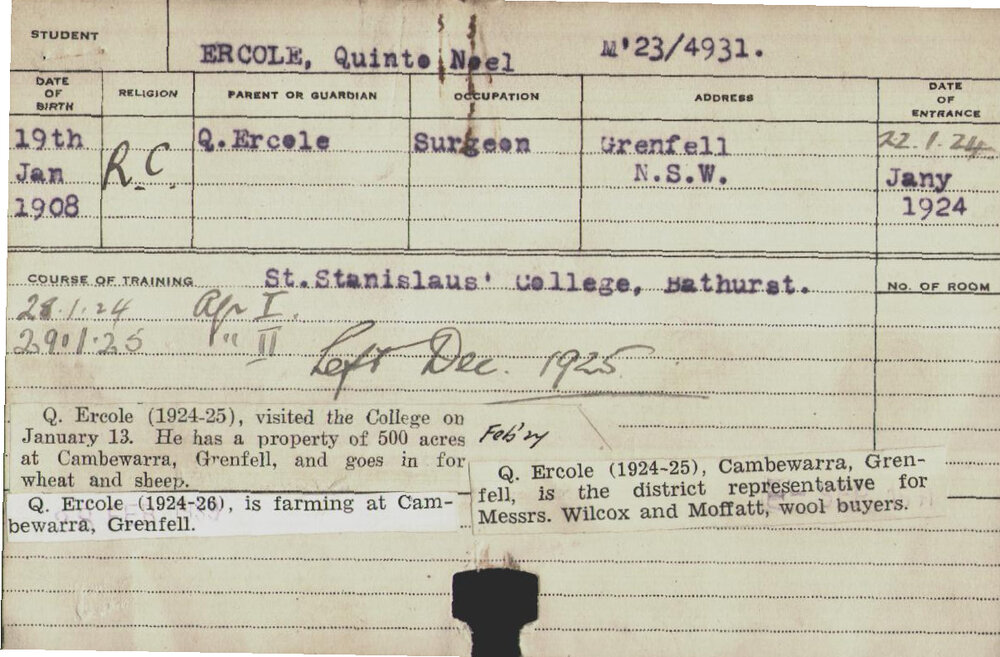 STUDENT
ERCOLE, Quinto Noel M'23/4931.
DATE OF BIRTH
RELIGION
PARENT OR GUARDIAN
OCCUPATION
ADDRESS
DATE OF ENTRANCE
19th Jan 1908
R.C.
Q.Ercole
Surgeon
Grenfell
N.S.W.
22.1.24
Jany
1924
COURSE OF TRAINING St.Stanislaus' College, Bathurst.
NO. OF ROOM
28.1.24 Agr I.
29.1.25 " II
Left Dec. 1925
Q. Ercole (1924-25), visited the College on
January 13. He has a property of 500 acres
at Cambewarra, Grenfell, and goes in for
wheat and sheep.
Q. Ercole (1924-26), is farming at Cam-
bewarra, Grenfell.
Q. Ercole (1924-25), Cambewarra, Gren-
fell, is the district representative for
Messrs. Wilcox and Moffatt, wool buyers.